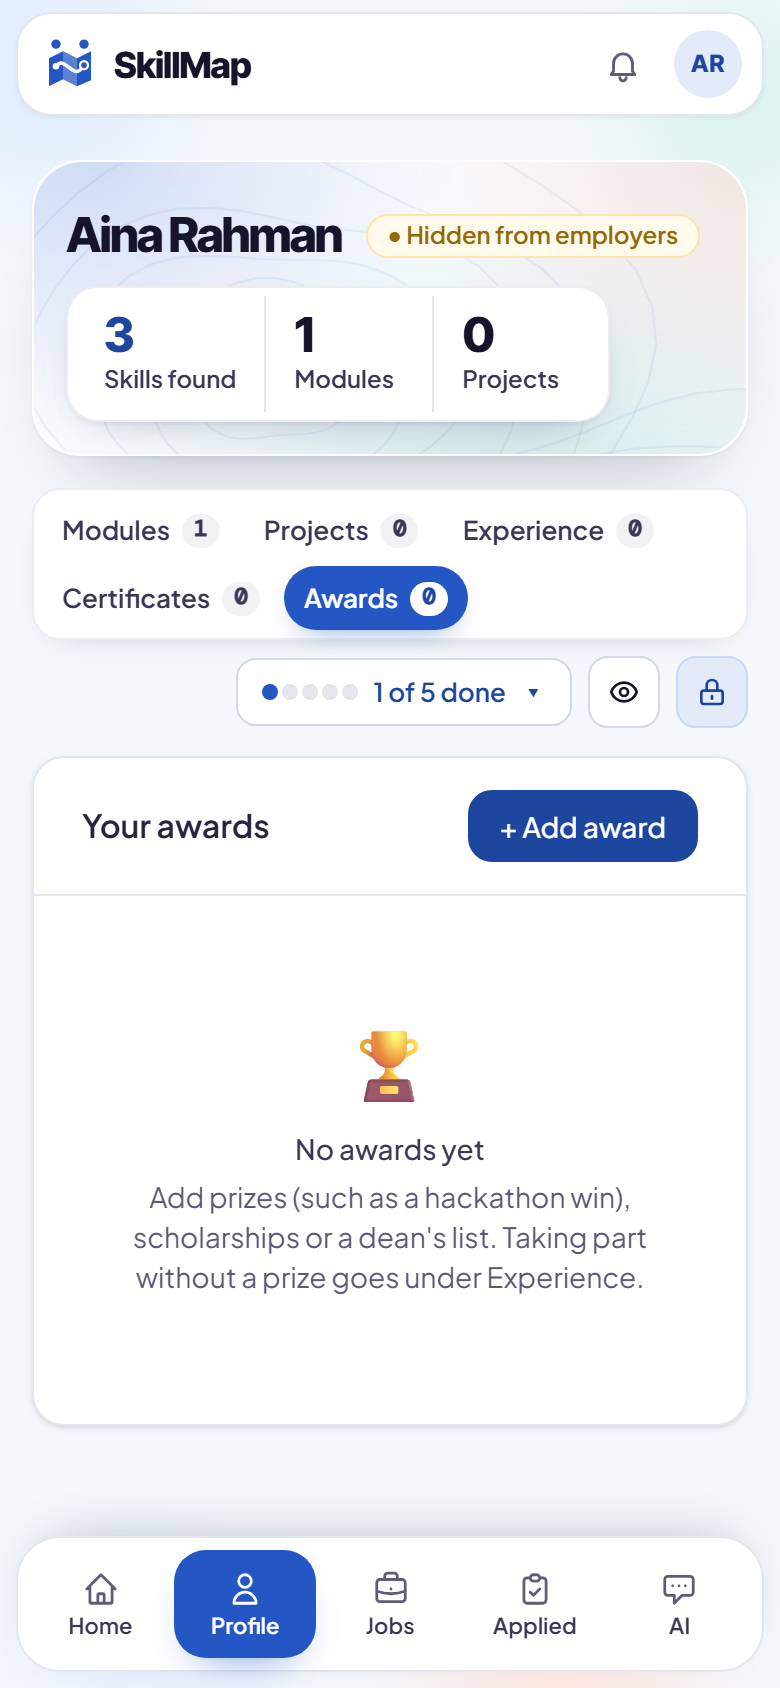 SkillMap
AR
Aina Rahman
Hidden from employers
3
Skills found
1
Modules
0
Projects
Modules 1
Projects 0
Experience 0
Certificates 0
Awards 0
1 of 5 done
Your awards
+ Add award
No awards yet
Add prizes (such as a hackathon win),
scholarships or a dean's list. Taking part
without a prize goes under Experience.
Home
Profile
Jobs
Applied
AI